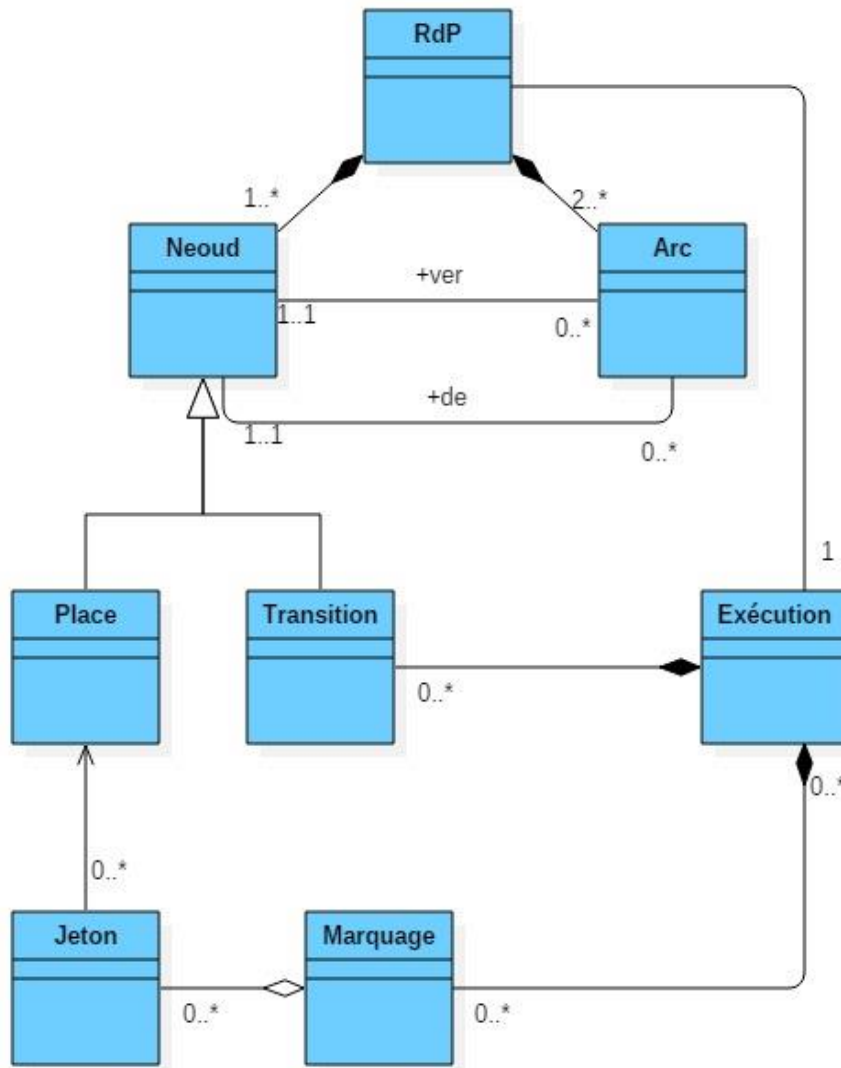 RdP
1..*
2..*
Neoud
Arc
+ver
1..1
0..*
+de
1..1
0..*
1
Place
Transition
Exécution
0..*
0..*
0..*
Jeton
Marquage
0..*
0..*